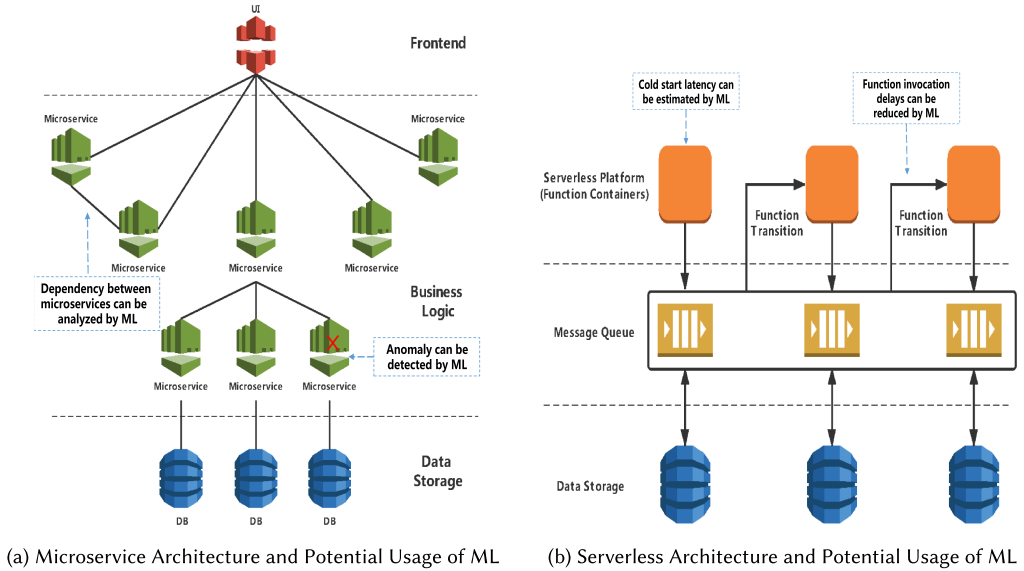 UI
Frontend
Microservice
Microservice
Microservice
Microservice
Microservice
Dependency between
microservices can be
analyzed by ML
Business
Logic
Anomaly can be
detected by ML
Microservice
Microservice
Microservice
Data
Storage
DB
DB
DB
(a) Microservice Architecture and Potential Usage of ML
Cold start latency can
be estimated by ML
Function invocation
delays can be
reduced by ML
Serverless Platform
(Function Containers)
Function
Transition
Function
Transition
Message Queue
Data Storage
(b) Serverless Architecture and Potential Usage of ML